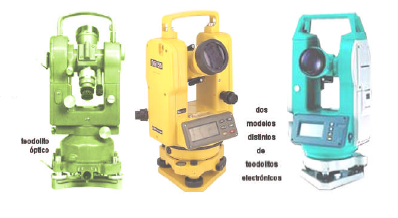 teodolito
óptico
dos
modelos
distintos
de
teodolitos
electrónicos